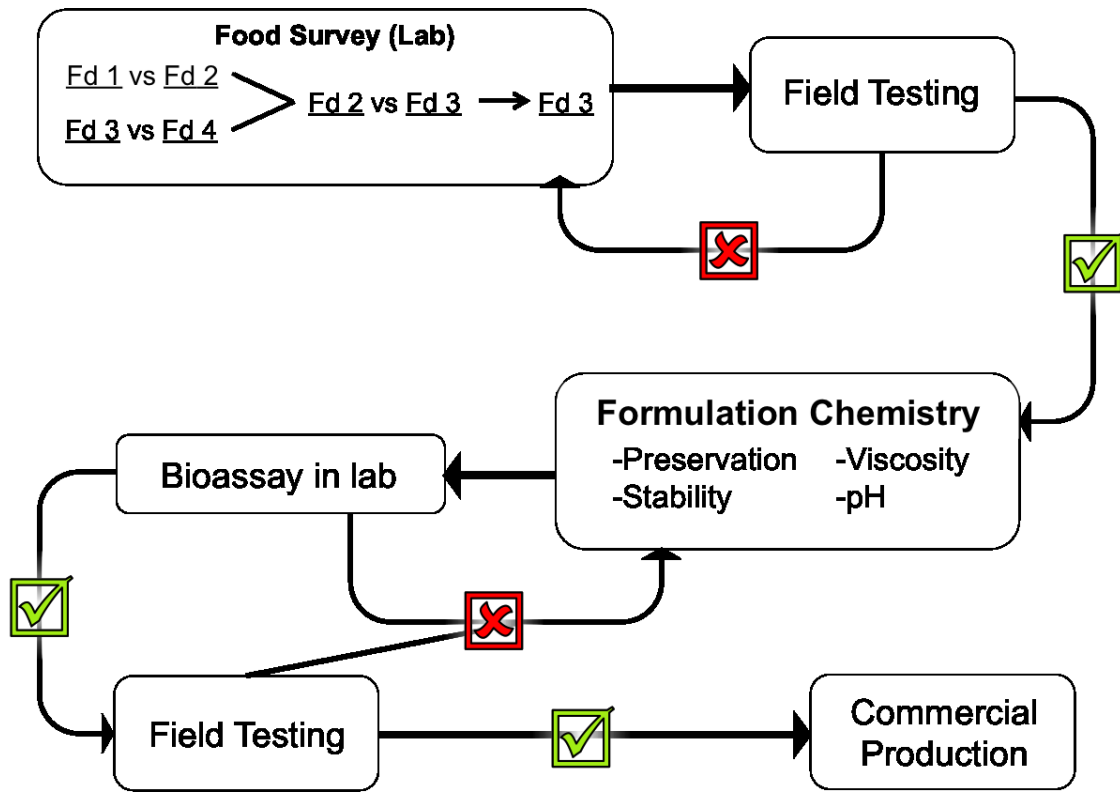 Food Survey (Lab)
Fd 1 vs Fd 2
Fd 3 vs Fd 4
Fd 2 vs Fd 3
Fd 3
Field Testing
Formulation Chemistry
-Preservation
-Viscosity
-Stability
-pH
Bioassay in lab
Field Testing
Commercial
Production